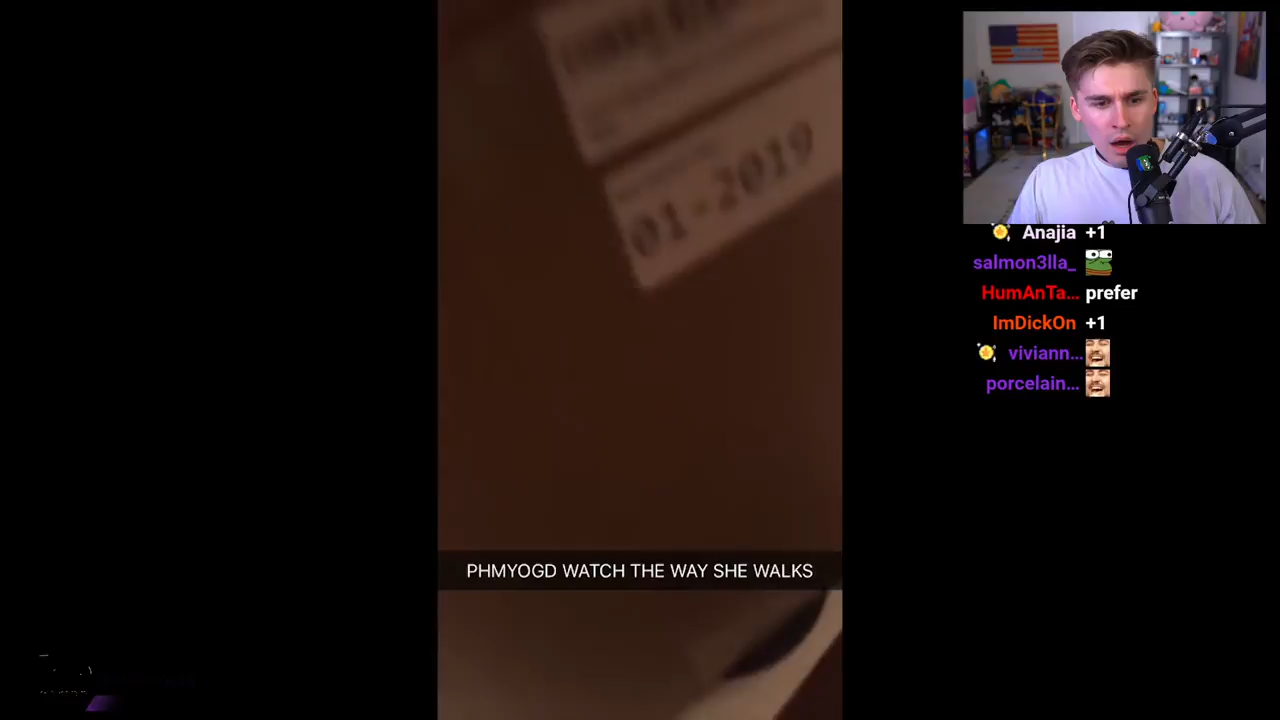 01-2019
PHMYOGD WATCH THE WAY SHE WALKS
Anajia +1
salmon3lla_
HumAnTa... prefer
ImDickOn +1
viviann...
porcelain...